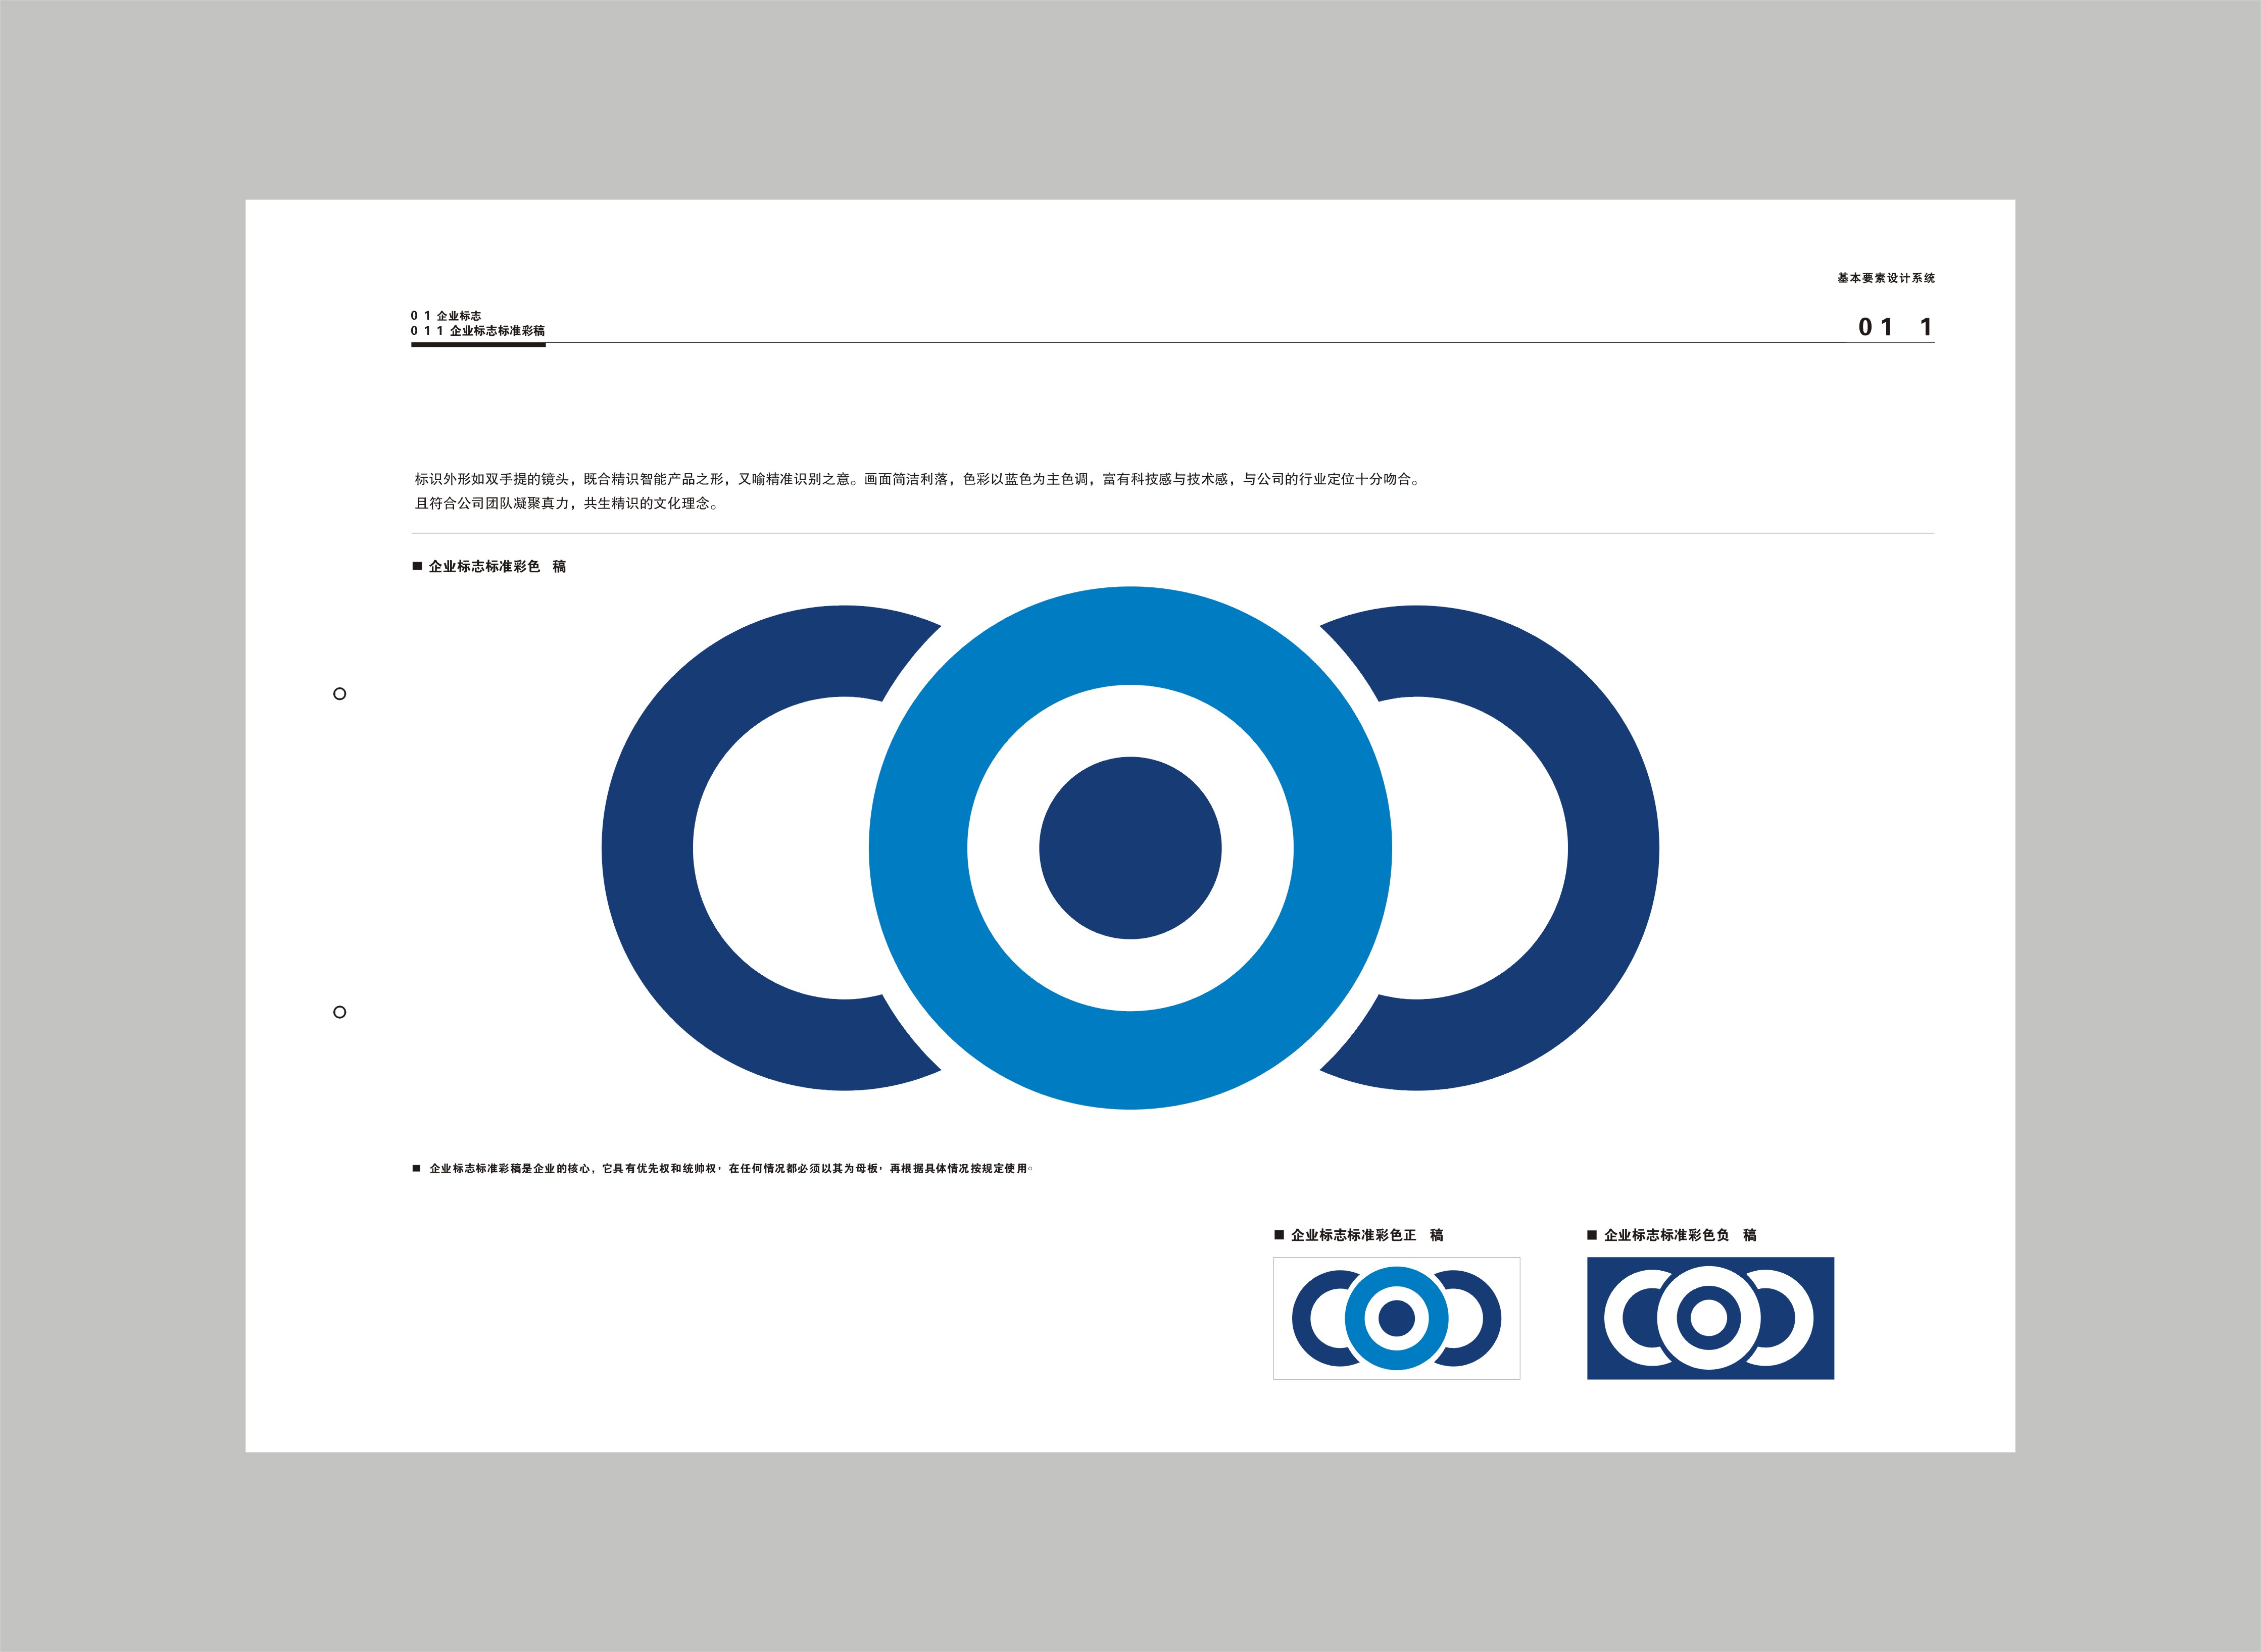 基本要素设计系统
01 企业标志
011 企业标志标准彩稿
01 1
标识外形如双手提的镜头，既合精识智能产品之形，又喻精准识别之意。画面简洁利落，色彩以蓝色为主色调，富有科技感与技术感，与公司的行业定位十分吻合。
且符合公司团队凝聚真力，共生精识的文化理念。
■ 企业标志标准彩色 稿
■ 企业标志标准彩稿是企业的核心，它具有优先权和统帅权，在任何情况都必须以其为母板，再根据具体情况按规定使用。
■ 企业标志标准彩色正 稿
■ 企业标志标准彩色负 稿